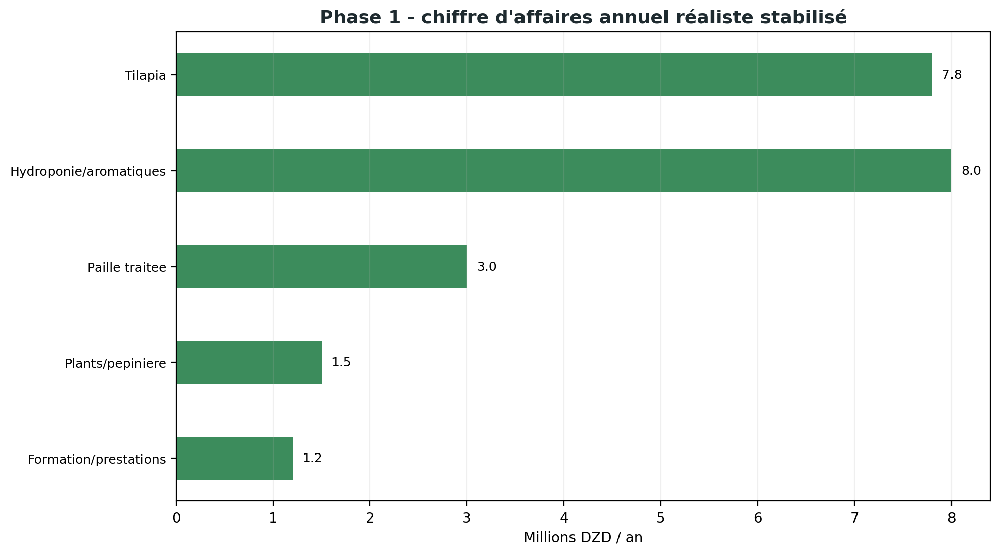 Phase 1 - chiffre d'affaires annuel réaliste stabilisé
Tilapia 7.8
Hydroponie/aromatiques 8.0
Paille traitee 3.0
Plants/pepiniere 1.5
Formation/prestations 1.2
0 1 2 3 4 5 6 7 8
Millions DZD / an